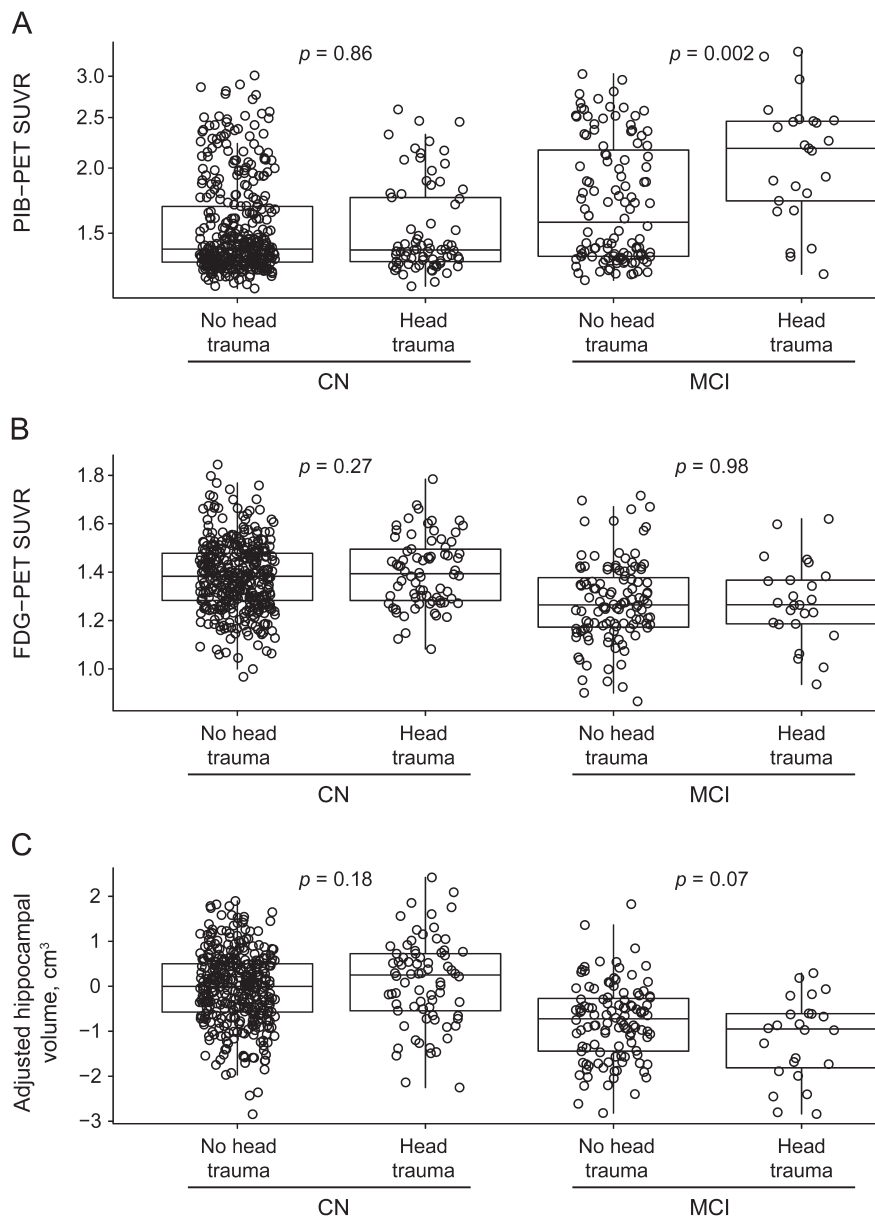 A
PIB–PET SUVR
p = 0.86
p = 0.002
3.0
2.5
2.0
1.5
No head trauma
Head trauma
No head trauma
Head trauma
CN
MCI
B
FDG–PET SUVR
p = 0.27
p = 0.98
1.8
1.6
1.4
1.2
1.0
No head trauma
Head trauma
No head trauma
Head trauma
CN
MCI
C
Adjusted hippocampal
volume, cm³
p = 0.18
p = 0.07
2
1
0
−1
−2
−3
No head trauma
Head trauma
No head trauma
Head trauma
CN
MCI